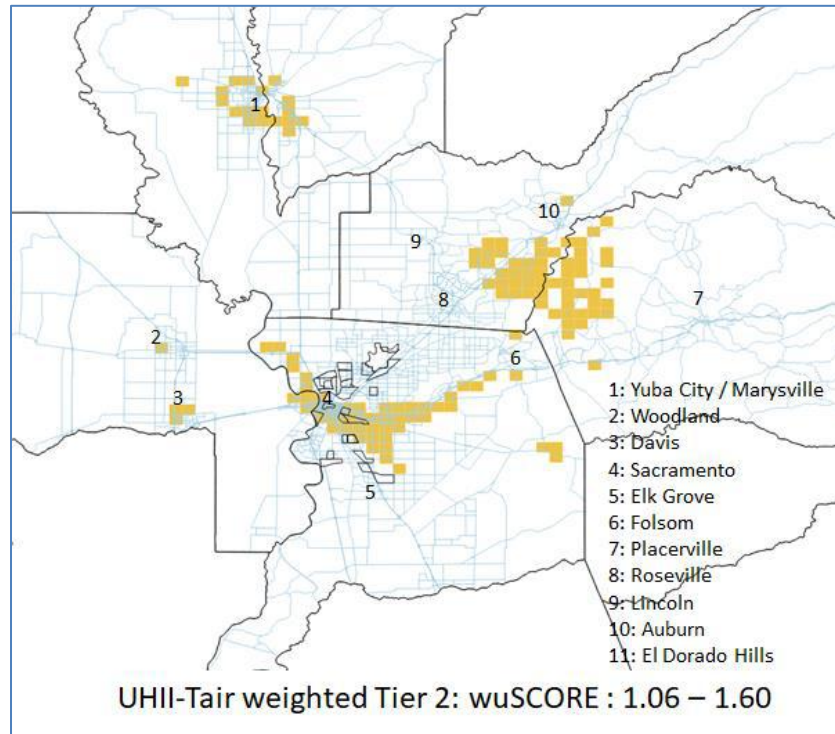 1
10
9
8
7
2
6
3
4
5
1: Yuba City / Marysville
2: Woodland
3: Davis
4: Sacramento
5: Elk Grove
6: Folsom
7: Placerville
8: Roseville
9: Lincoln
10: Auburn
11: El Dorado Hills
UHII-Tair weighted Tier 2: wuSCORE : 1.06 – 1.60